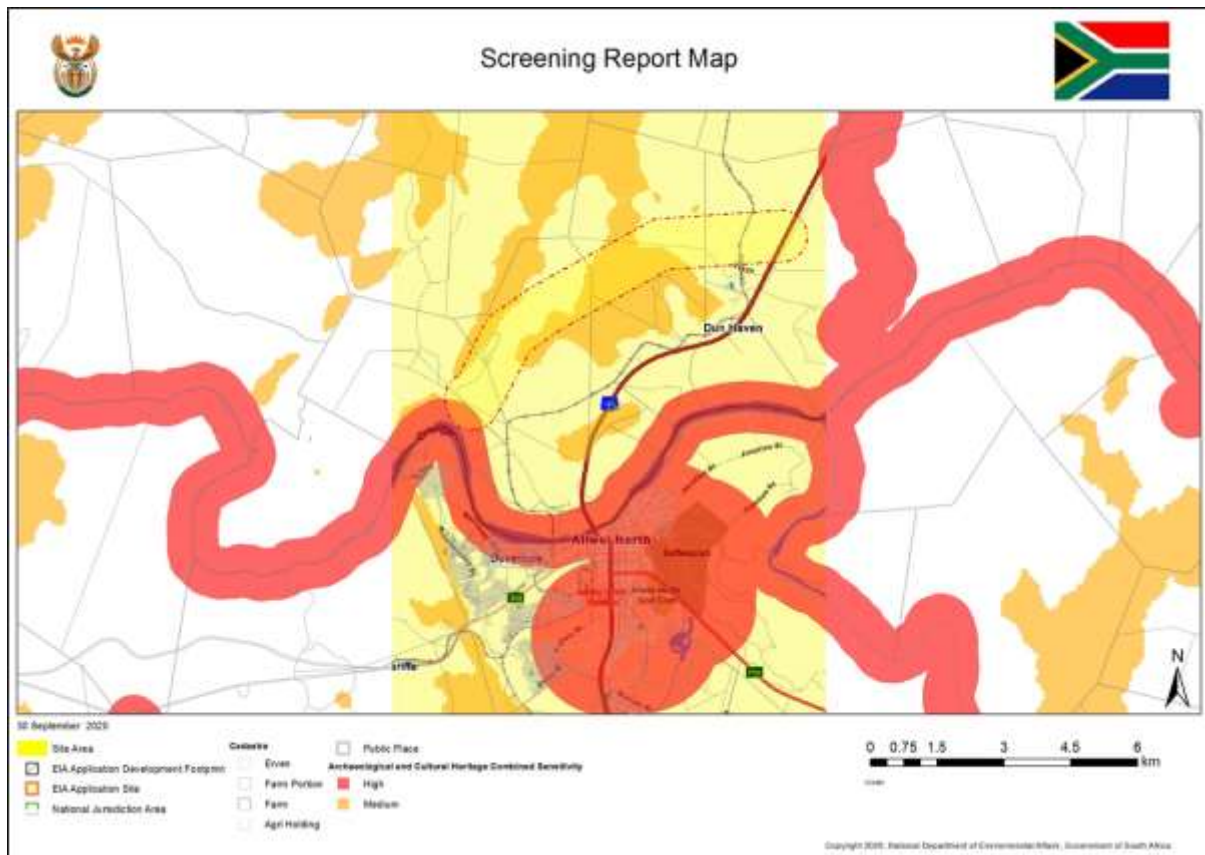 Screening Report Map
Dun Haven
Aliwal North
Dukathole
30 September 2020
Site Area
EIA Application Development Footprint
EIA Application Site
National Jurisdiction Area
Cadastre
Erven
Farm Portion
Farm
Agri Holding
Public Place
Archaeological and Cultural Heritage Combined Sensitivity
High
Medium
N
0 0.75 1.5 3 4.5 6
km
Copyright 2020, National Department of Environmental Affairs, Government of South Africa